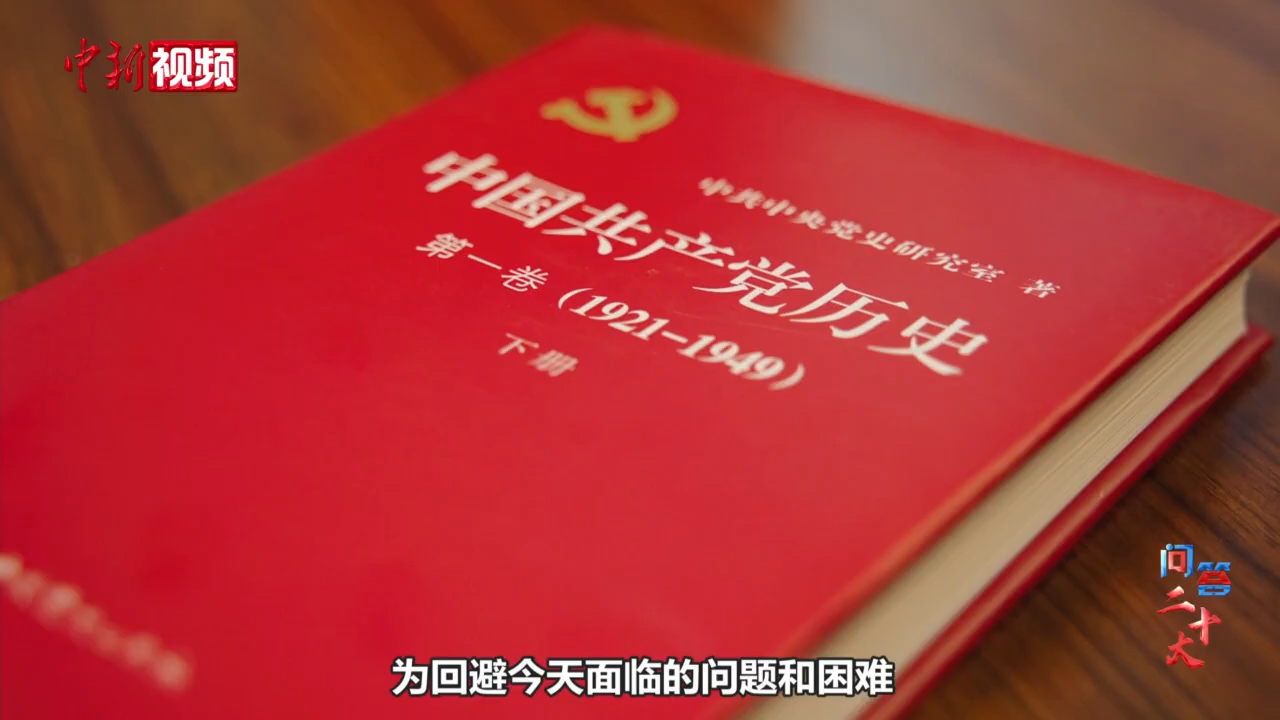 中新视频
中共中央党史研究室 著
中国共产党历史
第一卷(1921-1949)
下册
问答
二十大
为回避今天面临的问题和困难